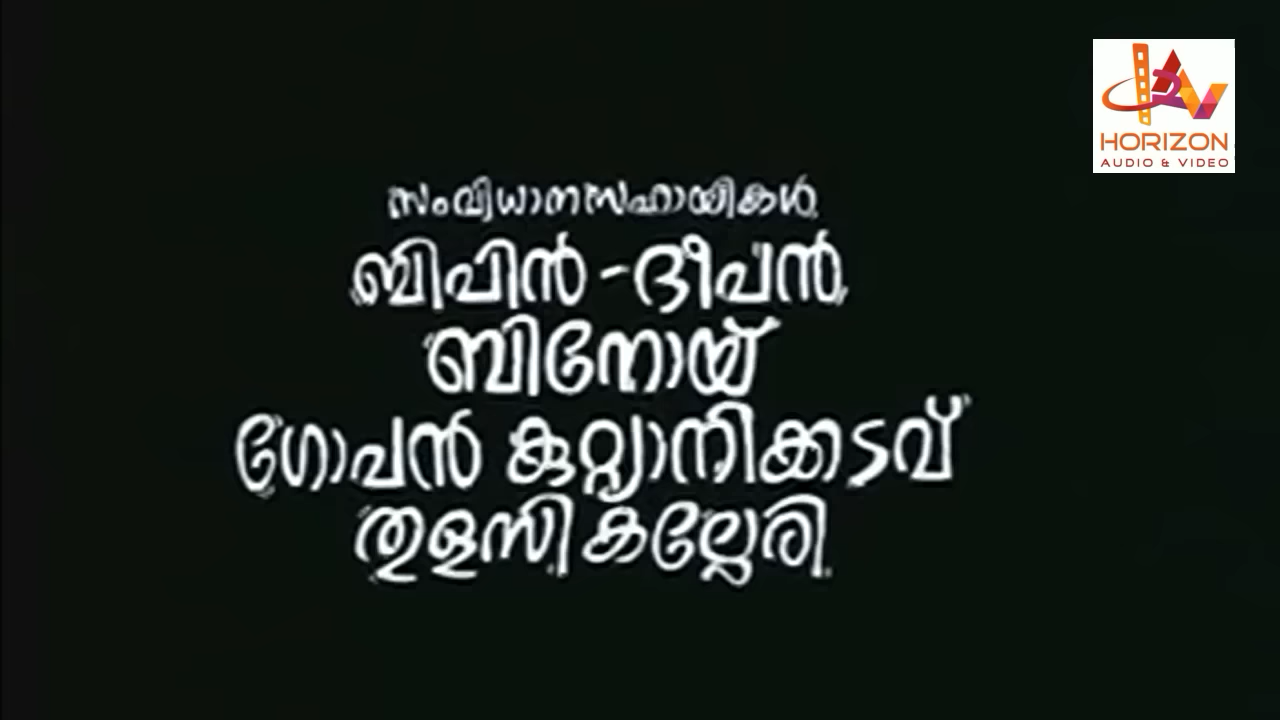 HORIZON
AUDIO & VIDEO
സംവിധാനസഹായികൾ
ബിപിൻ - ദീപൻ
ബിനോയ്
ഗോപൻ കുറ്റ്യാനിക്കടവ്
തുളസി കല്ലേരി